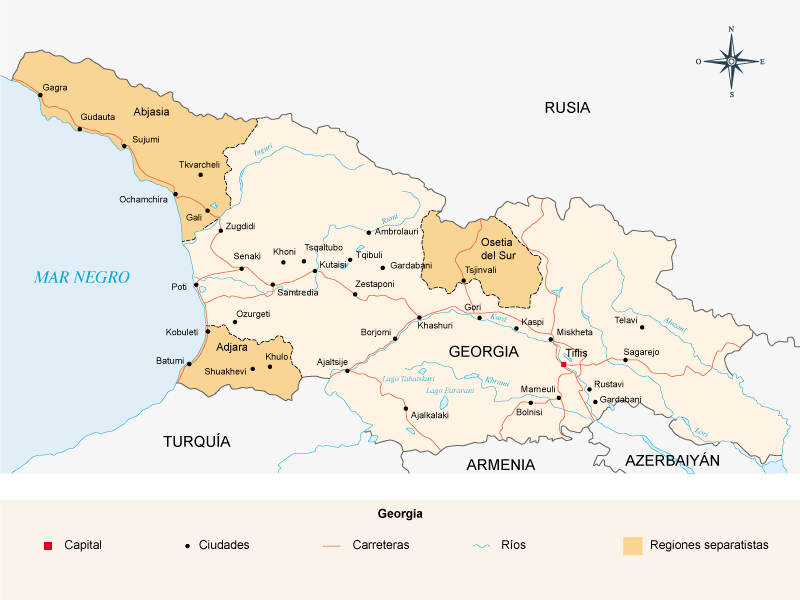 N
O
E
S
RUSIA
Gagra
Gudauta
Abjasia
Sujumi
Tkvarcheli
Inguri
Ochamchira
Gali
Zugdidi
Rioni
Ambrolauri
Osetia
del Sur
Tsjinvali
Senaki
Khoni
Tsqaltubo
Kutaisi
Tqibuli
Gardabani
MAR NEGRO
Poti
Samtredia
Zestaponi
Ozurgeti
Kobuleti
Khashuri
Gori
Kurá
Kaspi
Miskheta
Telavi
Alazani
Borjomi
GEORGIA
Tiflis
Sagarejo
Adjara
Batumi
Shuakhevi
Khulo
Ajaltsije
Lago Tabatskuri
Khrami
Lago Pararani
Marneuli
Rustavi
Gardabani
Ajalkalaki
Bolnisi
Lori
TURQUÍA
ARMENIA
AZERBAIYÁN
Georgia
Capital
Ciudades
Carreteras
Ríos
Regiones separatistas